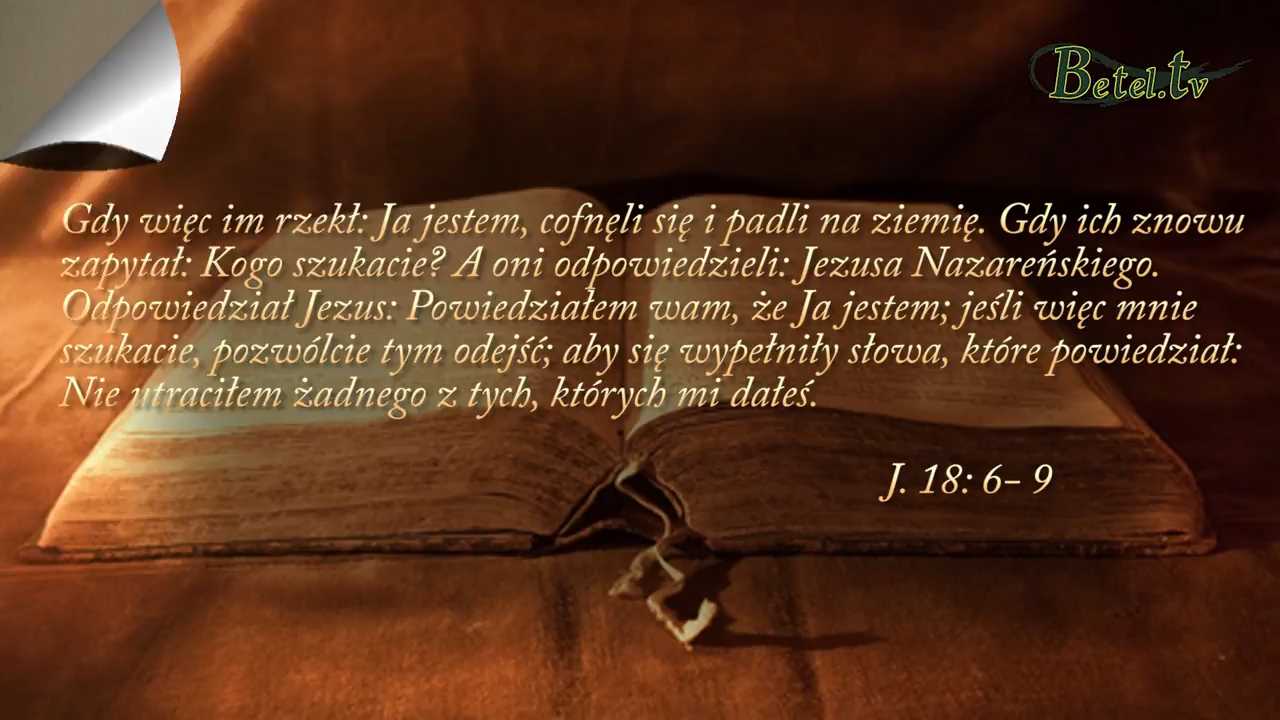 Betel.tv
Gdy więc im rzekł: Ja jestem, cofnęli się i padli na ziemię. Gdy ich znowu
zapytał: Kogo szukacie? A oni odpowiedzieli: Jezusa Nazareńskiego.
Odpowiedział Jezus: Powiedziałem wam, że Ja jestem; jeśli więc mnie
szukacie, pozwólcie tym odejść; aby się wypełniły słowa, które powiedział:
Nie utraciłem żadnego z tych, których mi dałeś.
J. 18: 6– 9